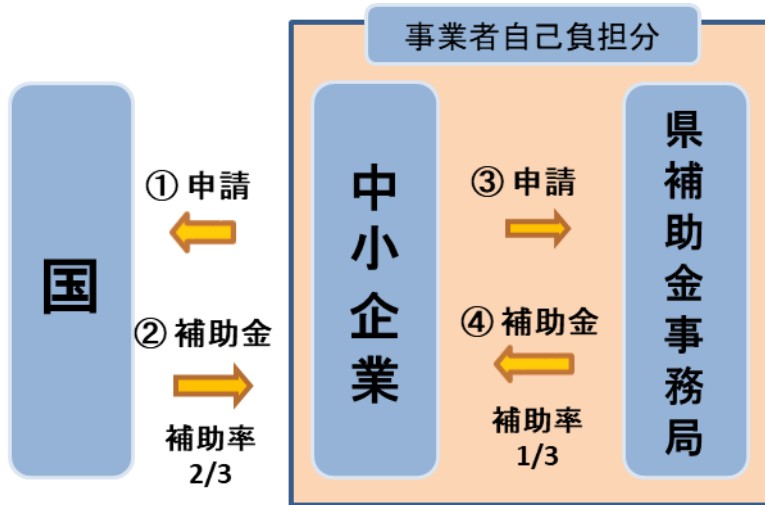 事業者自己負担分
国
① 申請
② 補助金
補助率
2/3
中小企業
③ 申請
④ 補助金
補助率
1/3
県補助金事務局